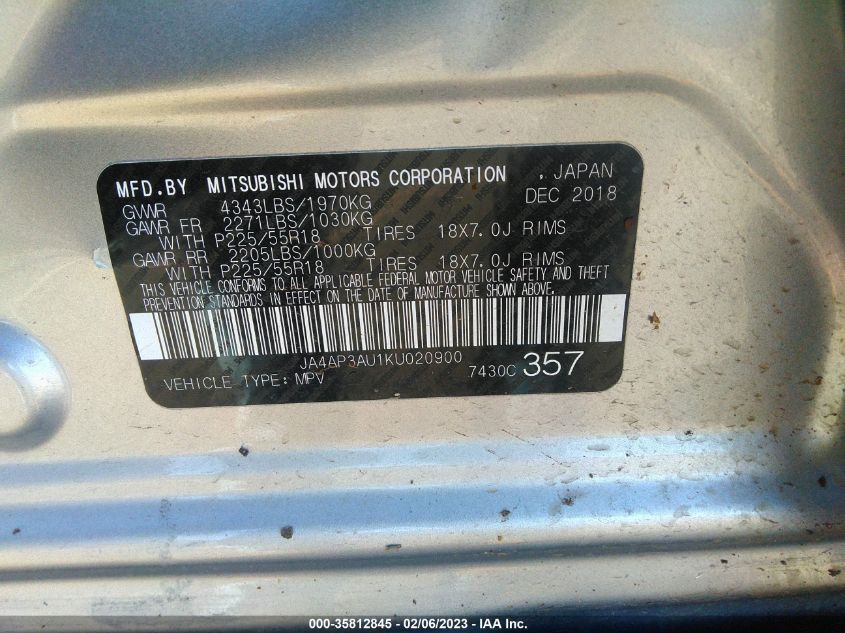 MFD.BY MITSUBISHI MOTORS CORPORATION , JAPAN
GVWR 4343LBS/1970KG DEC 2018
GAWR FR 2271LBS/1030KG
WITH P225/55R18 TIRES 18X7.0J RIMS
GAWR RR 2205LBS/1000KG
WITH P225/55R18 TIRES 18X7.0J RIMS
THIS VEHICLE CONFORMS TO ALL APPLICABLE FEDERAL MOTOR VEHICLE SAFETY AND THEFT
PREVENTION STANDARDS IN EFFECT ON THE DATE OF MANUFACTURE SHOWN ABOVE.
JA4AP3AU1KU020900
VEHICLE TYPE: MPV 7430C 357
000-35812845 - 02/06/2023 - IAA Inc.